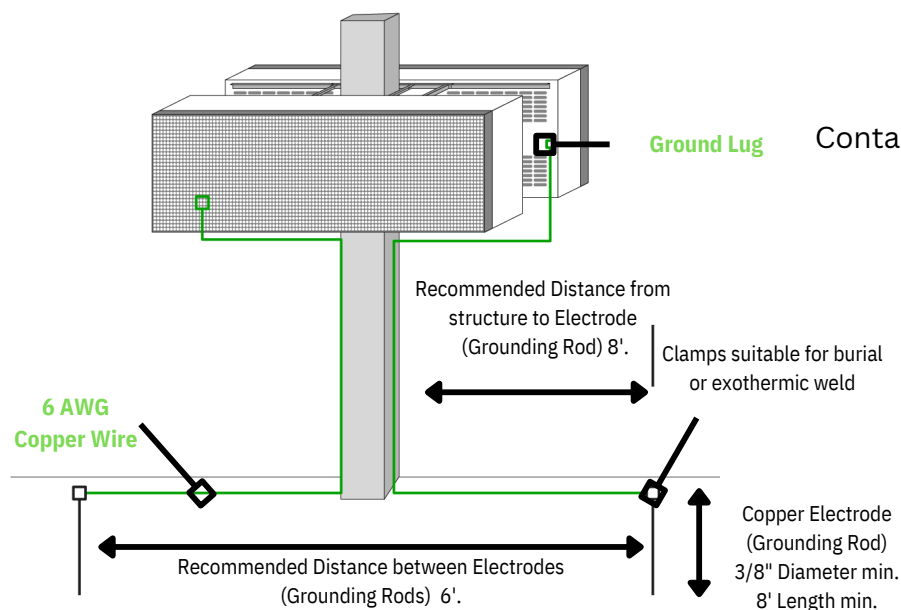 Ground Lug
Conta
Recommended Distance from
structure to Electrode
(Grounding Rod) 8'.
Clamps suitable for burial
or exothermic weld
6 AWG
Copper Wire
Recommended Distance between Electrodes
(Grounding Rods) 6'.
Copper Electrode
(Grounding Rod)
3/8" Diameter min.
8' Length min.